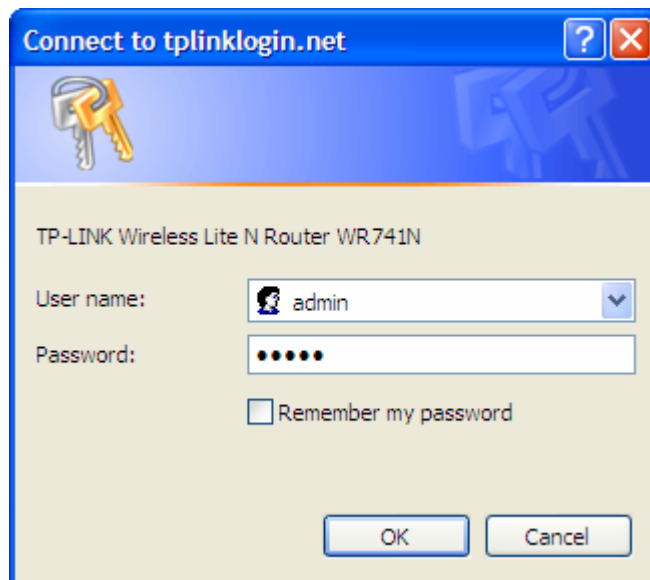 Connect to tplinklogin.net
TP-LINK Wireless Lite N Router WR741N
User name: admin
Password: •••••
Remember my password
OK Cancel